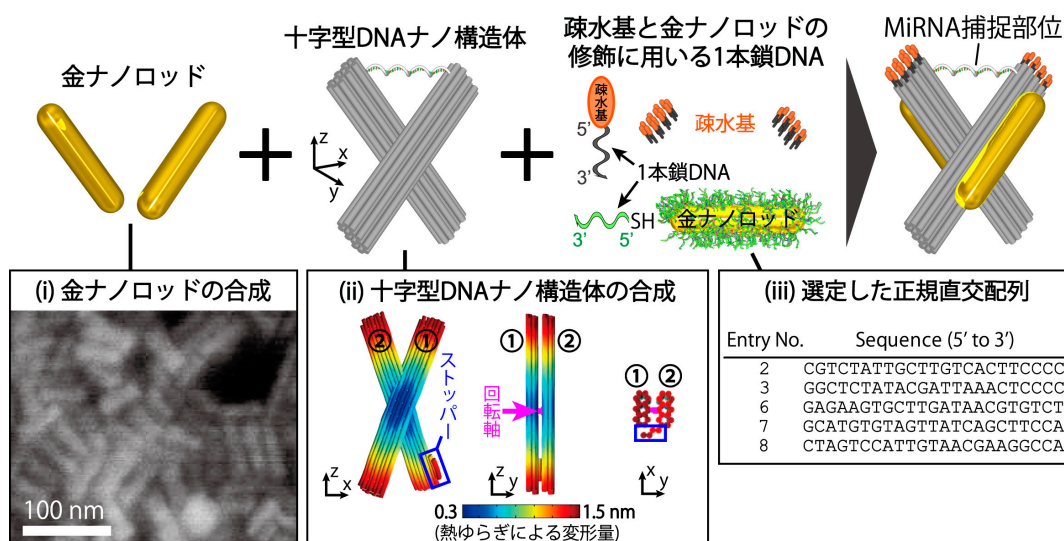 金ナノロッド
十字型DNAナノ構造体
疎水基と金ナノロッドの
修飾に用いる1本鎖DNA
MiRNA捕捉部位
疎水基
5’
3’
疎水基
1本鎖DNA
z
x
y
SH
3’ 5’
金ナノロッド
(i) 金ナノロッドの合成
100 nm
(ii) 十字型DNAナノ構造体の合成
② ①
ストッパー
z
x
① ②
回転軸
z
y
① ②
x
y
0.3 1.5 nm
(熱ゆらぎによる変形量)
(iii) 選定した正規直交配列
Entry No. Sequence (5’ to 3’)
2 CGTCTATTGCTTGTCACTTCCCC
3 GGCTCTATACGATTAAACTCCCC
6 GAGAAGTGCTTGATAACGTGTCT
7 GCATGTGTAGTTATCAGCTTCCA
8 CTAGTCCATTGTAACGAAGGCCA